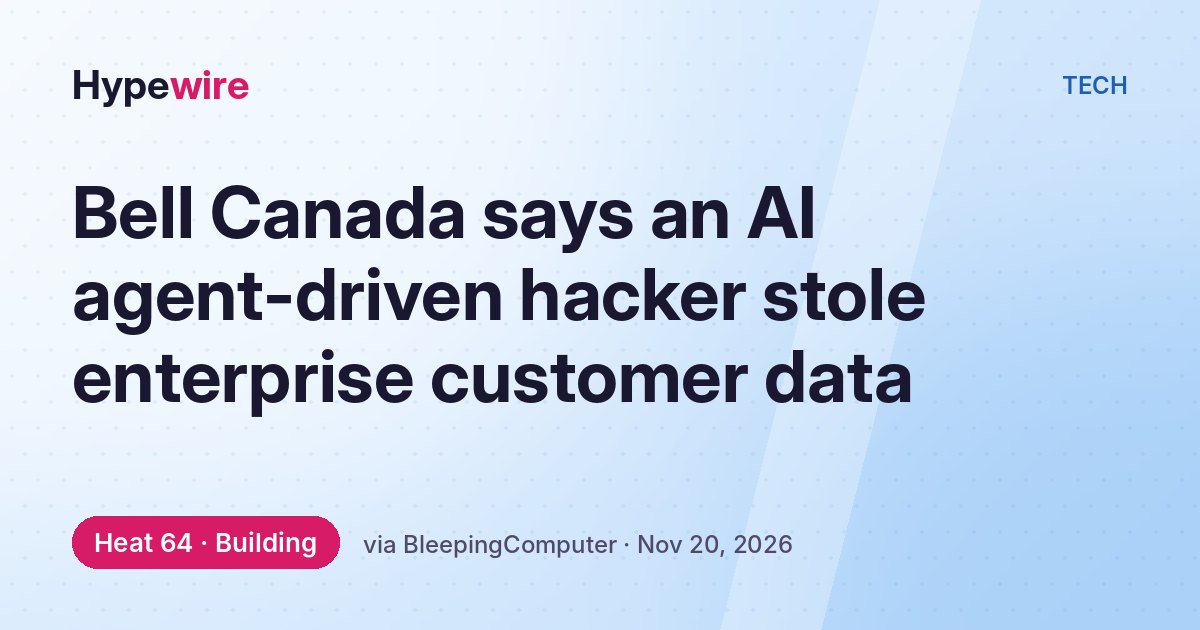 Hypewire
TECH
Bell Canada says an AI
agent-driven hacker stole
enterprise customer data
Heat 64 · Building
via BleepingComputer · Nov 20, 2026